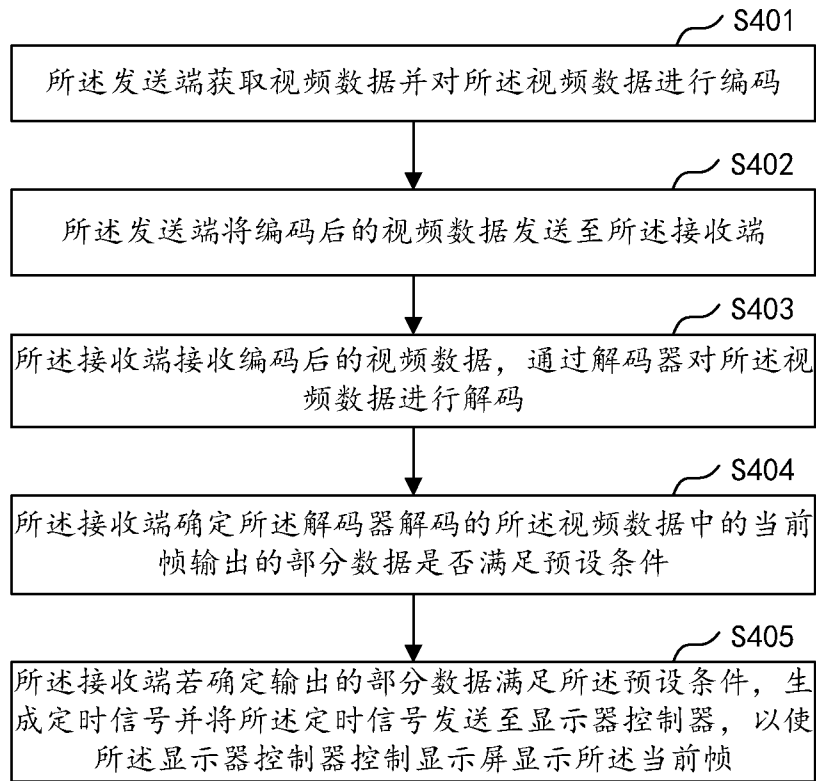 S401
所述发送端获取视频数据并对所述视频数据进行编码
S402
所述发送端将编码后的视频数据发送至所述接收端
S403
所述接收端接收编码后的视频数据，通过解码器对所述视
频数据进行解码
S404
所述接收端确定所述解码器解码的所述视频数据中的当前
帧输出的部分数据是否满足预设条件
S405
所述接收端若确定输出的部分数据满足所述预设条件，生
成定时信号并将所述定时信号发送至显示器控制器，以使
所述显示器控制器控制显示屏显示所述当前帧